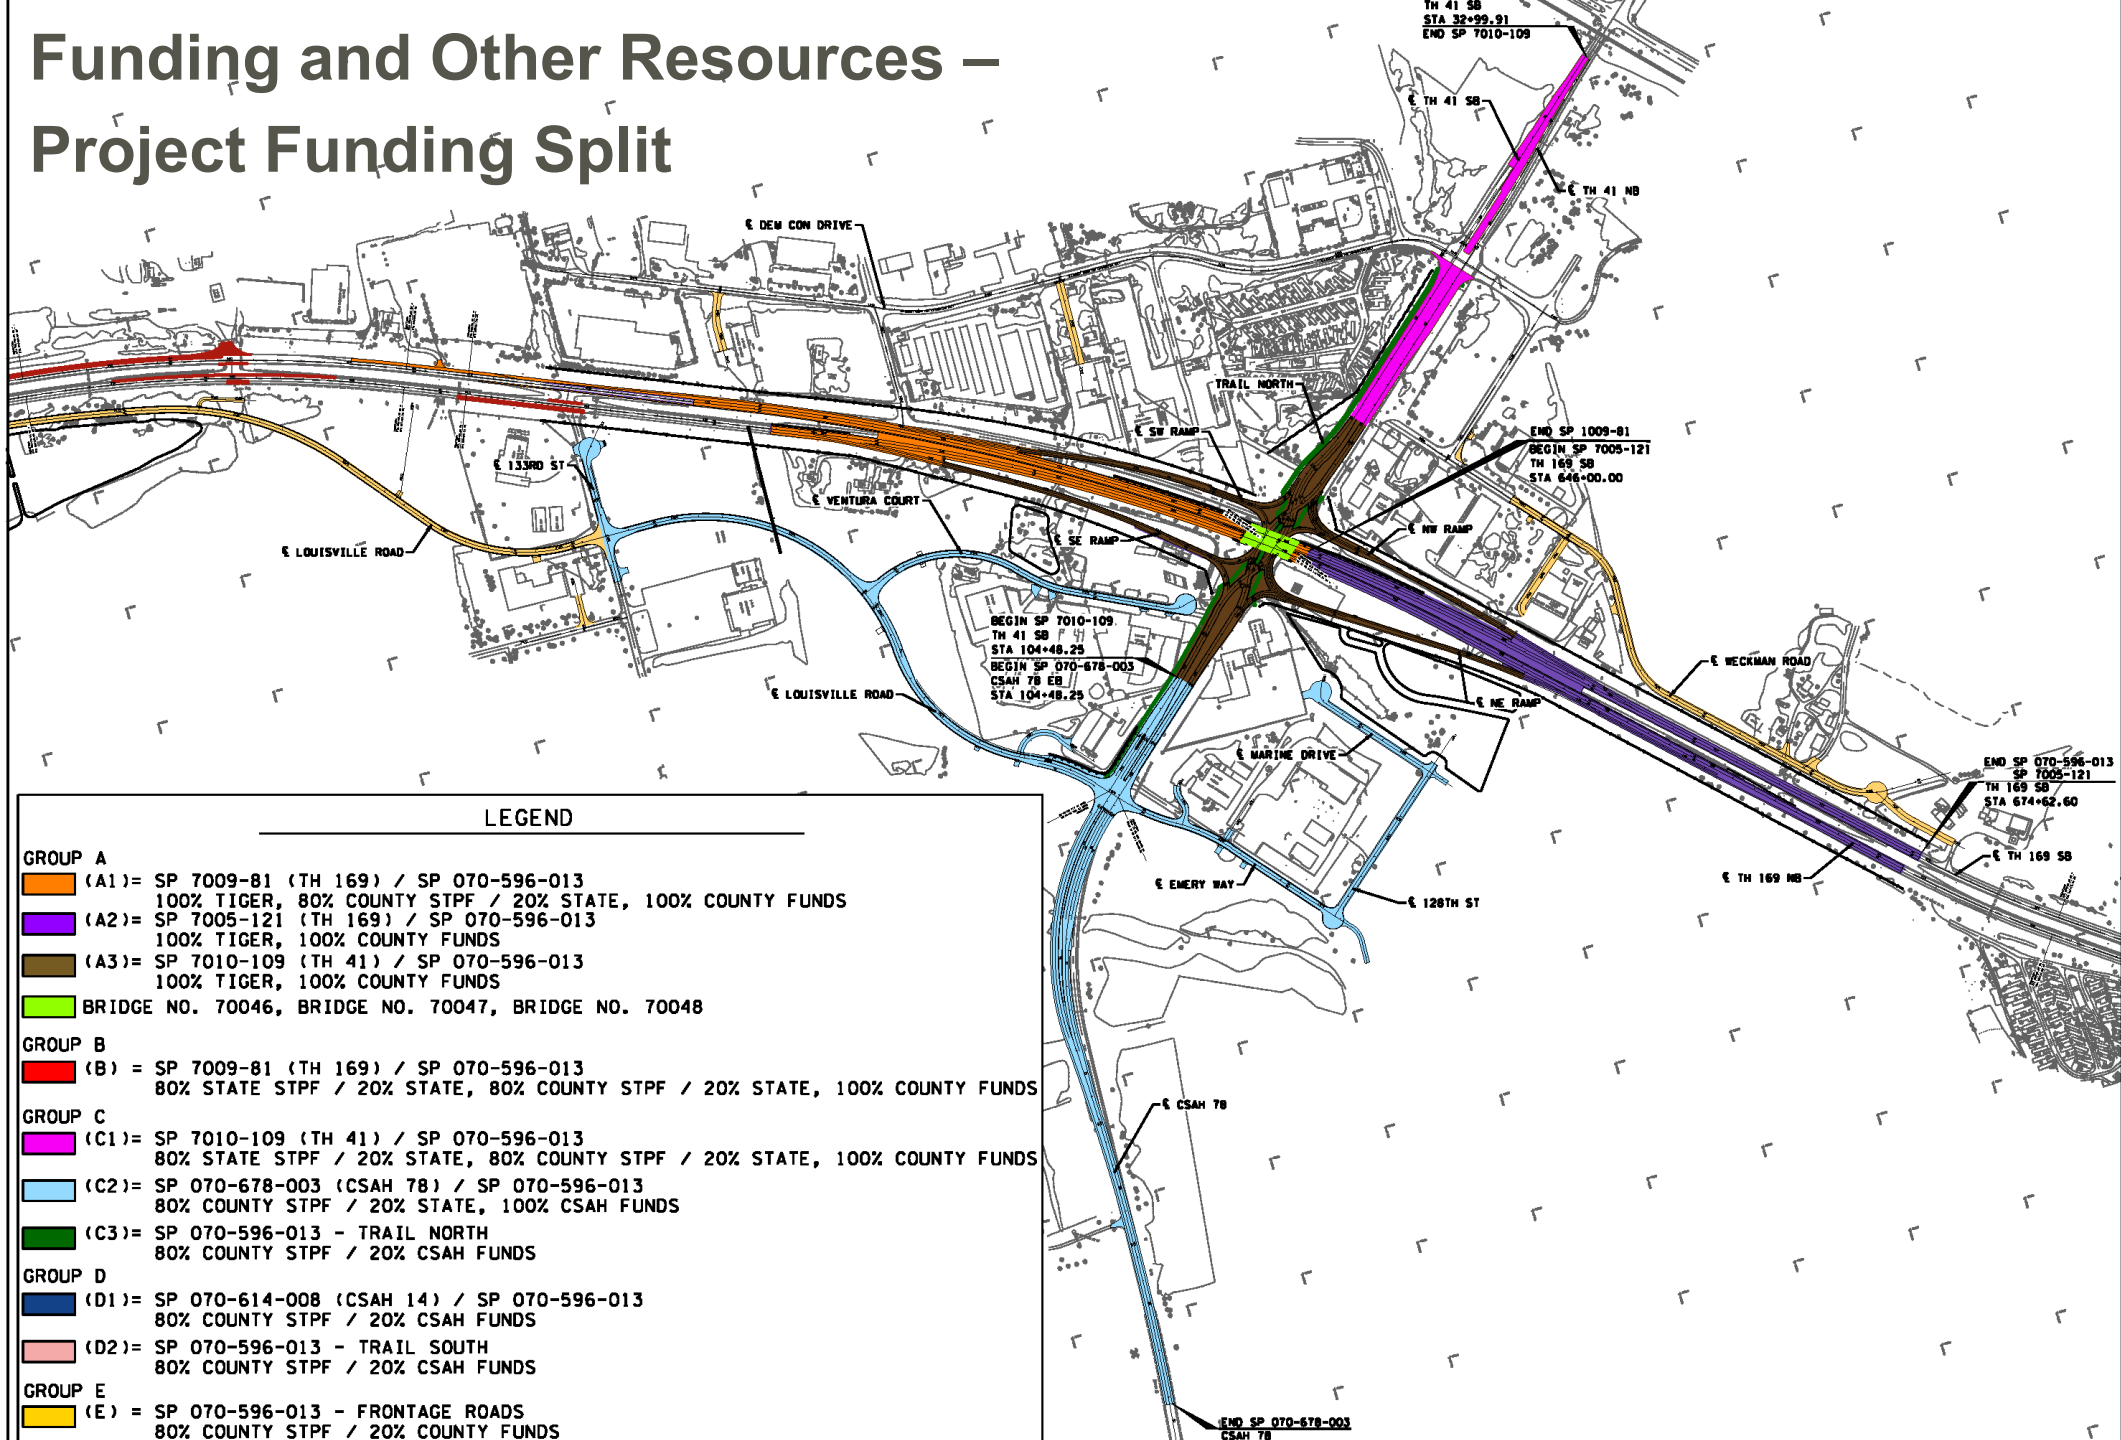 Funding and Other Resources –
Project Funding Split
TH 41 SB
STA 32+99.91
END SP 7010-109
℄ TH 41 SB
℄ TH 41 NB
℄ DEM CON DRIVE
TRAIL NORTH
℄ SW RAMP
END SP 1009-81
BEGIN SP 7005-121
TH 169 SB
STA 646+00.00
℄ 133RD ST
℄ VENTURA COURT
℄ NW RAMP
℄ LOUISVILLE ROAD
℄ SE RAMP
BEGIN SP 7010-109
TH 41 SB
STA 104+48.25
BEGIN SP 070-678-003
CSAH 78 EB
STA 104+48.25
℄ WECKMAN ROAD
℄ LOUISVILLE ROAD
℄ NE RAMP
℄ MARINE DRIVE
END SP 070-596-013
SP 7005-121
TH 169 SB
STA 674+62.60
℄ TH 169 SB
℄ TH 169 NB
℄ EMERY WAY
℄ 128TH ST
℄ CSAH 78
END SP 070-678-003
CSAH 78
LEGEND
GROUP A
(A1)= SP 7009-81 (TH 169) / SP 070-596-013
100% TIGER, 80% COUNTY STPF / 20% STATE, 100% COUNTY FUNDS
(A2)= SP 7005-121 (TH 169) / SP 070-596-013
100% TIGER, 100% COUNTY FUNDS
(A3)= SP 7010-109 (TH 41) / SP 070-596-013
100% TIGER, 100% COUNTY FUNDS
BRIDGE NO. 70046, BRIDGE NO. 70047, BRIDGE NO. 70048
GROUP B
(B) = SP 7009-81 (TH 169) / SP 070-596-013
80% STATE STPF / 20% STATE, 80% COUNTY STPF / 20% STATE, 100% COUNTY FUNDS
GROUP C
(C1)= SP 7010-109 (TH 41) / SP 070-596-013
80% STATE STPF / 20% STATE, 80% COUNTY STPF / 20% STATE, 100% COUNTY FUNDS
(C2)= SP 070-678-003 (CSAH 78) / SP 070-596-013
80% COUNTY STPF / 20% STATE, 100% CSAH FUNDS
(C3)= SP 070-596-013 - TRAIL NORTH
80% COUNTY STPF / 20% CSAH FUNDS
GROUP D
(D1)= SP 070-614-008 (CSAH 14) / SP 070-596-013
80% COUNTY STPF / 20% CSAH FUNDS
(D2)= SP 070-596-013 - TRAIL SOUTH
80% COUNTY STPF / 20% CSAH FUNDS
GROUP E
(E) = SP 070-596-013 - FRONTAGE ROADS
80% COUNTY STPF / 20% COUNTY FUNDS